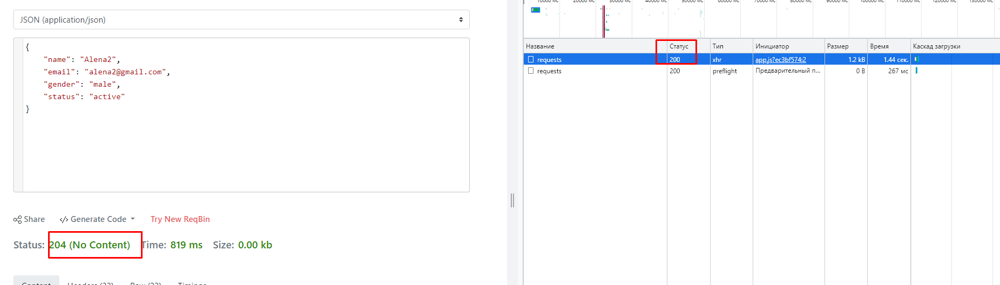 JSON (application/json)
{
"name": "Alena2",
"email": "alena2@gmail.com",
"gender": "male",
"status": "active"
}
Share
Generate Code
Try New ReqBin
Status: 204 (No Content) Time: 819 ms Size: 0.00 kb
Content Headers (22) Raw (22) Timings
10000 мс 20000 мс 30000 мс 40000 мс 50000 мс 60000 мс 70000 мс 80000 мс 90000 мс 100000 мс 110000 мс 120000 мс 130000 мс
Название Статус Тип Инициатор Размер Время Каскад загрузки
requests 200 xhr app.js?ec3bf574:2 1.2 kB 1.44 сек.
requests 200 preflight Предварительный п... 0 B 267 мс